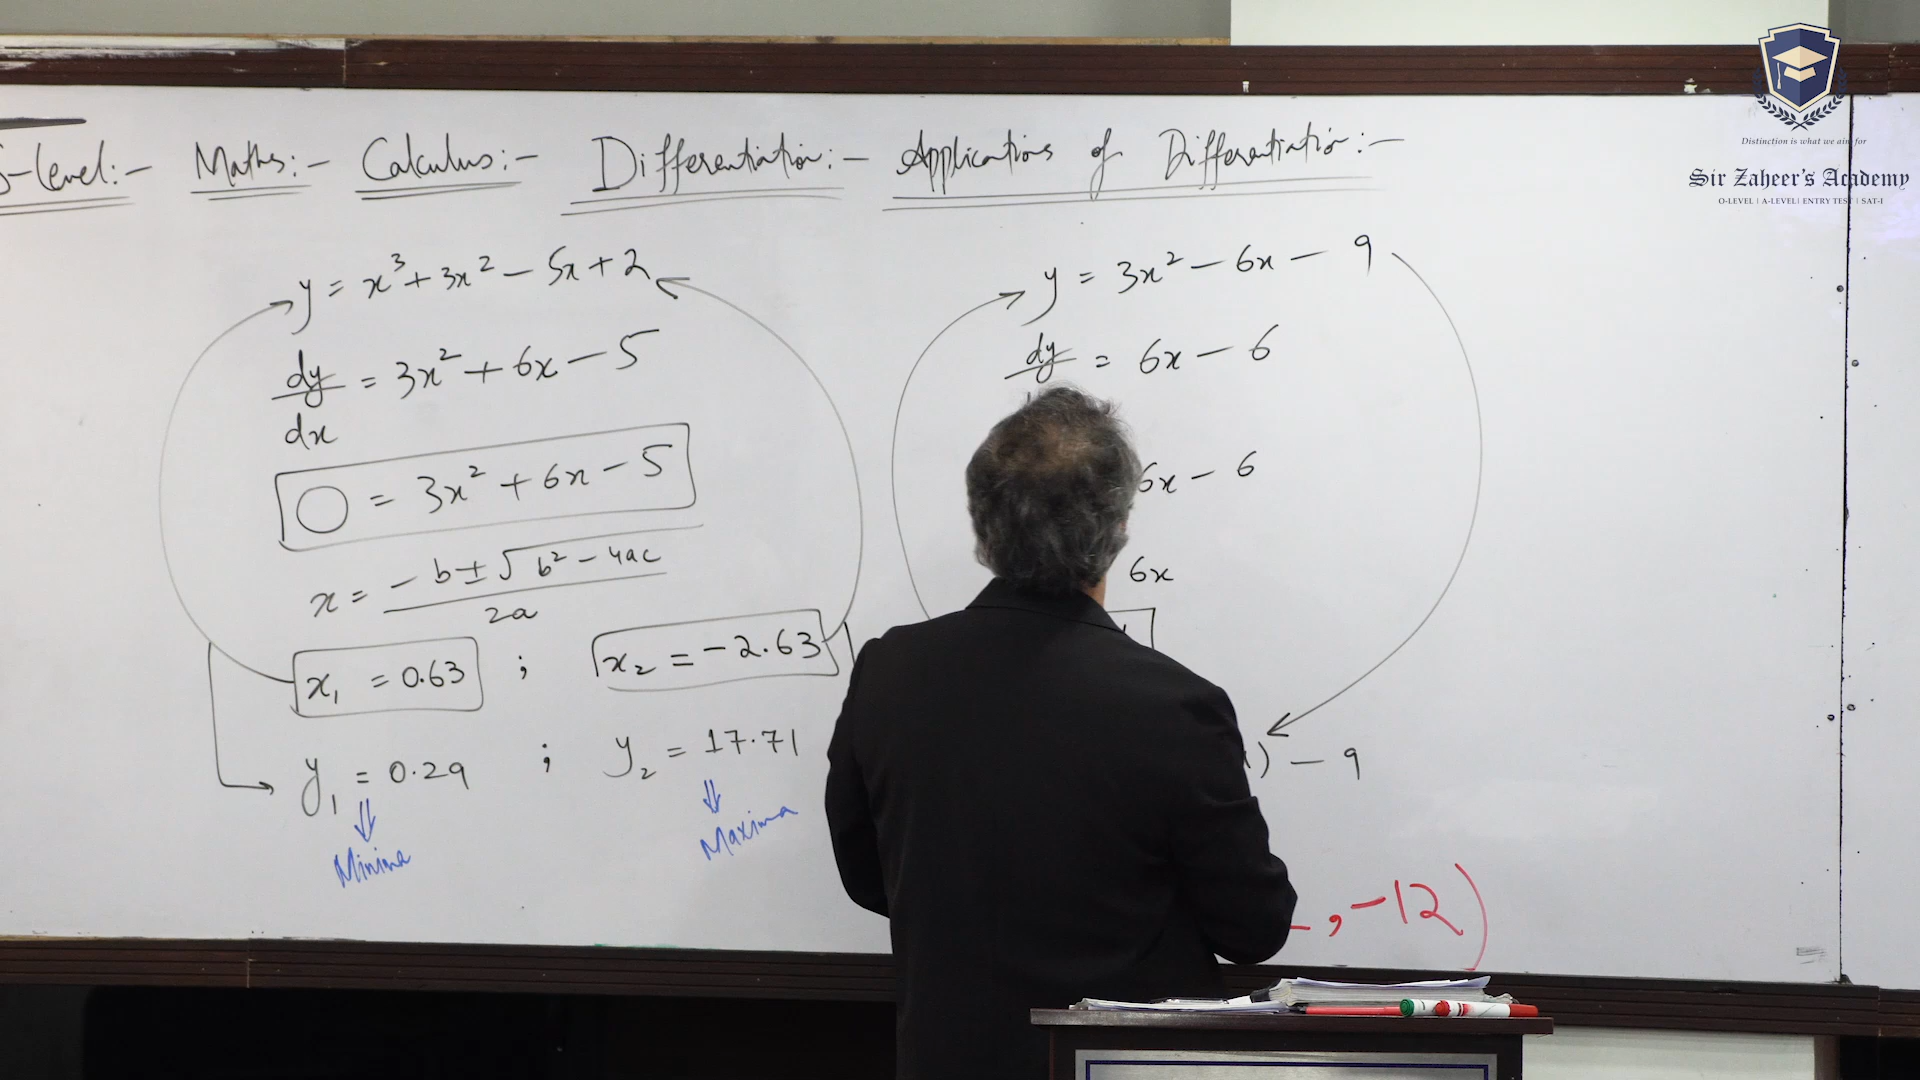 -level:- Maths:- Calculus:- Differentiation:- Applications of Differentiation:-
y = x³ + 3x² - 5x + 2
dy/dx = 3x² + 6x - 5
0 = 3x² + 6x - 5
x = -b ± √b² - 4ac / 2a
x₁ = 0.63 ; x₂ = -2.63
y₁ = 0.29 ; y₂ = 17.71
Minima
Maxima
y = 3x² - 6x - 9
dy = 6x - 6
6x - 6
6x
) - 9
, -12)
Distinction is what we aim for
Sir Zaheer's Academy
O-LEVEL | A-LEVEL | ENTRY TEST | SAT-I